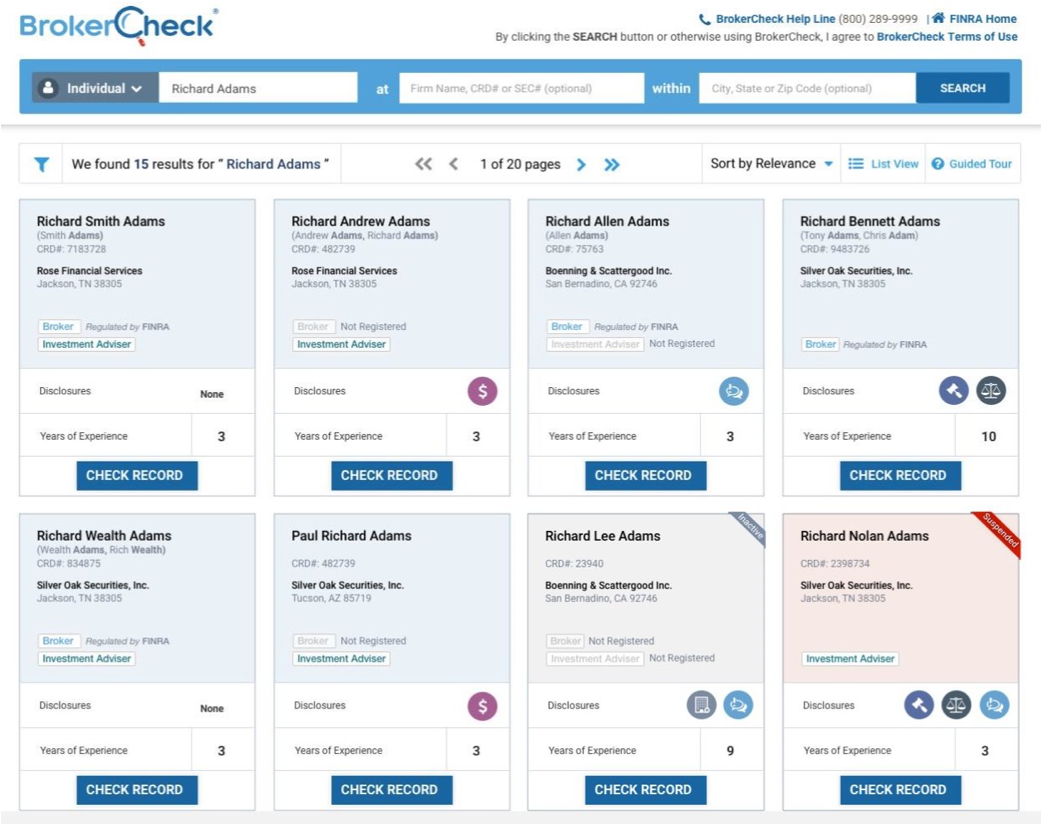 BrokerCheck®
BrokerCheck Help Line (800) 289-9999 | FINRA Home
By clicking the SEARCH button or otherwise using BrokerCheck, I agree to BrokerCheck Terms of Use
Individual Richard Adams at Firm Name, CRD# or SEC# (optional) within City, State or Zip Code (optional) SEARCH
We found 15 results for " Richard Adams " 1 of 20 pages Sort by Relevance List View Guided Tour
Richard Smith Adams
(Smith Adams)
CRD#: 7183728
Rose Financial Services
Jackson, TN 38305
Broker Regulated by FINRA
Investment Adviser
Disclosures None
Years of Experience 3
CHECK RECORD
Richard Andrew Adams
(Andrew Adams, Richard Adams)
CRD#: 482739
Rose Financial Services
Jackson, TN 38305
Broker Not Registered
Investment Adviser
Disclosures $
Years of Experience 3
CHECK RECORD
Richard Allen Adams
(Allen Adams)
CRD#: 75763
Boenning & Scattergood Inc.
San Bernadino, CA 92746
Broker Regulated by FINRA
Investment Adviser Not Registered
Disclosures
Years of Experience 3
CHECK RECORD
Richard Bennett Adams
(Tony Adams, Chris Adam)
CRD#: 9483726
Silver Oak Securities, Inc.
Jackson, TN 38305
Broker Regulated by FINRA
Disclosures
Years of Experience 10
CHECK RECORD
Richard Wealth Adams
(Wealth Adams, Rich Wealth)
CRD#: 834875
Silver Oak Securities, Inc.
Jackson, TN 38305
Broker Regulated by FINRA
Investment Adviser
Disclosures None
Years of Experience 3
CHECK RECORD
Paul Richard Adams
CRD#: 482739
Silver Oak Securities, Inc.
Tucson, AZ 85719
Broker Not Registered
Investment Adviser
Disclosures $
Years of Experience 3
CHECK RECORD
Inactive
Richard Lee Adams
CRD#: 23940
Boenning & Scattergood Inc.
San Bernadino, CA 92746
Broker Not Registered
Investment Adviser Not Registered
Disclosures
Years of Experience 9
CHECK RECORD
Suspended
Richard Nolan Adams
CRD#: 2398734
Silver Oak Securities, Inc.
Jackson, TN 38305
Investment Adviser
Disclosures
Years of Experience 3
CHECK RECORD